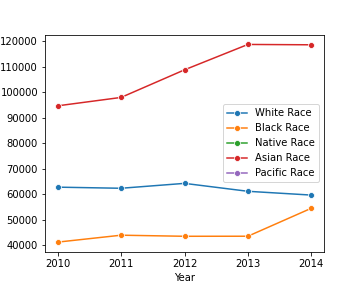 120000
110000
100000
90000
80000
70000
60000
50000
40000
White Race
Black Race
Native Race
Asian Race
Pacific Race
2010 2011 2012 2013 2014
Year